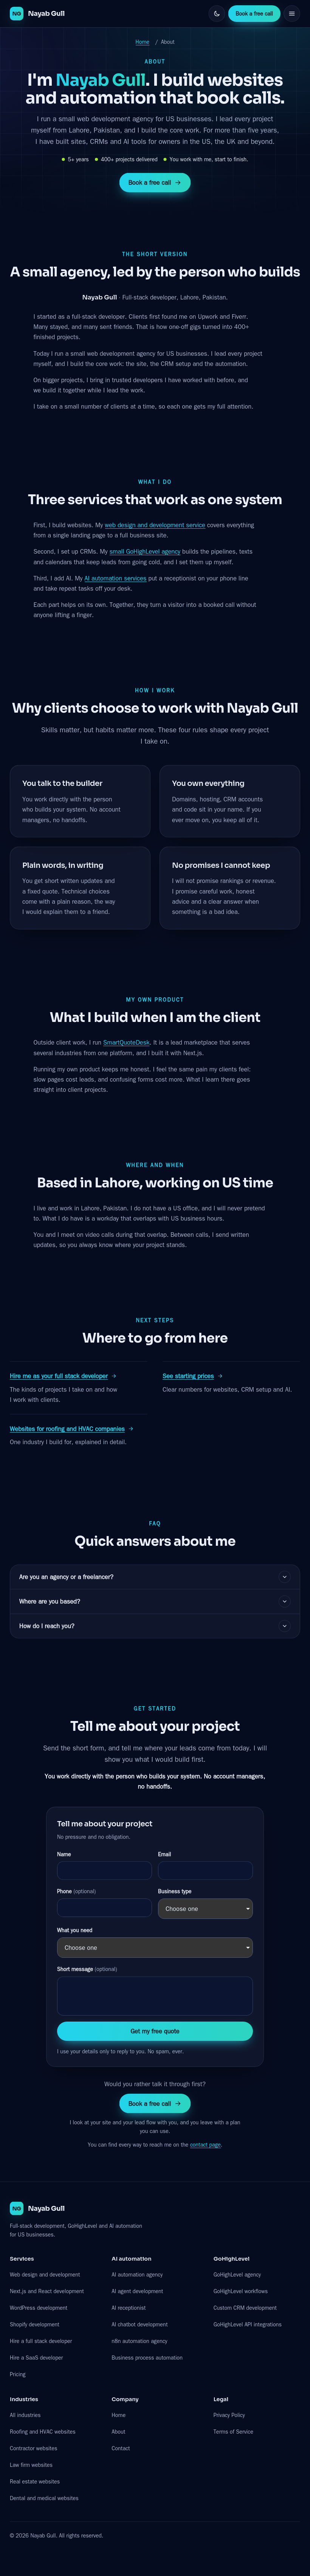 NG Nayab Gull
Book a free call
Home / About
ABOUT
I'm Nayab Gull. I build websites
and automation that book calls.
I run a small web development agency for US businesses. I lead every project
myself from Lahore, Pakistan, and I build the core work. For more than five years,
I have built sites, CRMs and AI tools for owners in the US, the UK and beyond.
5+ years
400+ projects delivered
You work with me, start to finish.
Book a free call →
THE SHORT VERSION
A small agency, led by the person who builds
Nayab Gull · Full-stack developer, Lahore, Pakistan.
I started as a full-stack developer. Clients first found me on Upwork and Fiverr.
Many stayed, and many sent friends. That is how one-off gigs turned into 400+
finished projects.
Today I run a small web development agency for US businesses. I lead every project
myself, and I build the core work: the site, the CRM setup and the automation.
On bigger projects, I bring in trusted developers I have worked with before, and
we build it together while I lead the work.
I take on a small number of clients at a time, so each one gets my full attention.
WHAT I DO
Three services that work as one system
First, I build websites. My web design and development service covers everything
from a single landing page to a full business site.
Second, I set up CRMs. My small GoHighLevel agency builds the pipelines, texts
and calendars that keep leads from going cold, and I set them up myself.
Third, I add AI. My AI automation services put a receptionist on your phone line
and take repeat tasks off your desk.
Each part helps on its own. Together, they turn a visitor into a booked call without
anyone lifting a finger.
HOW I WORK
Why clients choose to work with Nayab Gull
Skills matter, but habits matter more. These four rules shape every project
I take on.
You talk to the builder
You work directly with the person
who builds your system. No account
managers, no handoffs.
You own everything
Domains, hosting, CRM accounts
and code sit in your name. If you
ever move on, you keep all of it.
Plain words, in writing
You get short written updates and
a fixed quote. Technical choices
come with a plain reason, the way
I would explain them to a friend.
No promises I cannot keep
I will not promise rankings or revenue.
I promise careful work, honest
advice and a clear answer when
something is a bad idea.
MY OWN PRODUCT
What I build when I am the client
Outside client work, I run SmartQuoteDesk. It is a lead marketplace that serves
several industries from one platform, and I built it with Next.js.
Running my own product keeps me honest. I feel the same pain my clients feel:
slow pages cost leads, and confusing forms cost more. What I learn there goes
straight into client projects.
WHERE AND WHEN
Based in Lahore, working on US time
I live and work in Lahore, Pakistan. I do not have a US office, and I will never pretend
to. What I do have is a workday that overlaps with US business hours.
You and I meet on video calls during that overlap. Between calls, I send written
updates, so you always know where your project stands.
NEXT STEPS
Where to go from here
Hire me as your full stack developer →
The kinds of projects I take on and how
I work with clients.
See starting prices →
Clear numbers for websites, CRM setup and AI.
Websites for roofing and HVAC companies →
One industry I build for, explained in detail.
FAQ
Quick answers about me
Are you an agency or a freelancer?
Where are you based?
How do I reach you?
GET STARTED
Tell me about your project
Send the short form, and tell me where your leads come from today. I will
show you what I would build first.
You work directly with the person who builds your system. No account managers,
no handoffs.
Tell me about your project
No pressure and no obligation.
Name
Email
Phone (optional)
Business type
Choose one
What you need
Choose one
Short message (optional)
Get my free quote
I use your details only to reply to you. No spam, ever.
Would you rather talk it through first?
Book a free call →
I look at your site and your lead flow with you, and you leave with a plan
you can use.
You can find every way to reach me on the contact page.
NG Nayab Gull
Full-stack development, GoHighLevel and AI automation
for US businesses.
Services
Web design and development
Next.js and React development
WordPress development
Shopify development
Hire a full stack developer
Hire a SaaS developer
Pricing
AI automation
AI automation agency
AI agent development
AI receptionist
AI chatbot development
n8n automation agency
Business process automation
GoHighLevel
GoHighLevel agency
GoHighLevel workflows
Custom CRM development
GoHighLevel API integrations
Industries
All industries
Roofing and HVAC websites
Contractor websites
Law firm websites
Real estate websites
Dental and medical websites
Company
Home
About
Contact
Legal
Privacy Policy
Terms of Service
© 2026 Nayab Gull. All rights reserved.